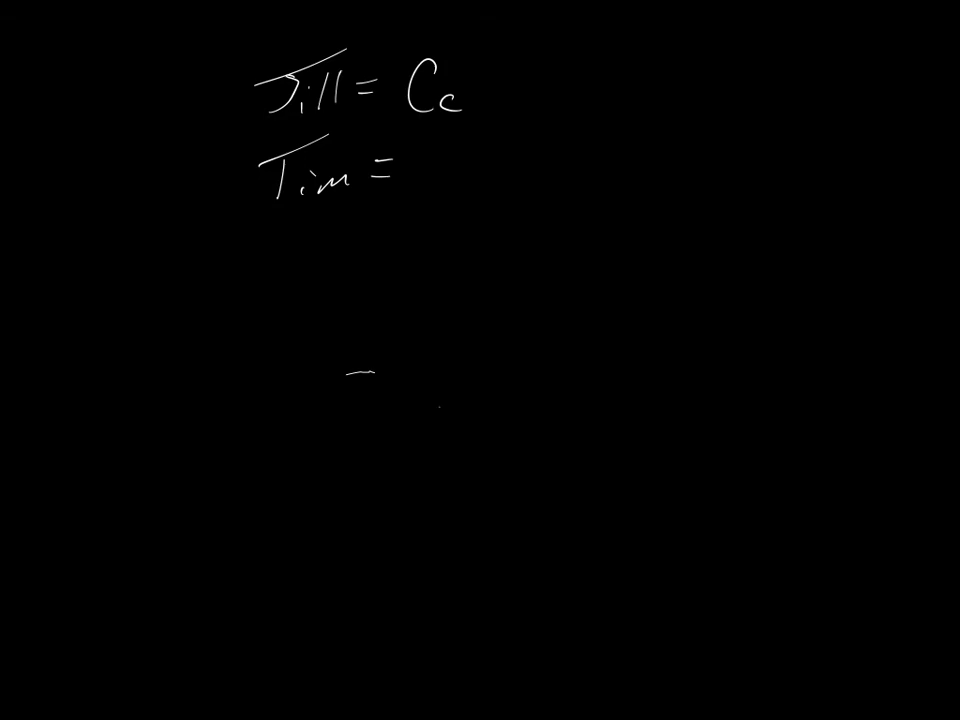 Jill = Cc
Tim =